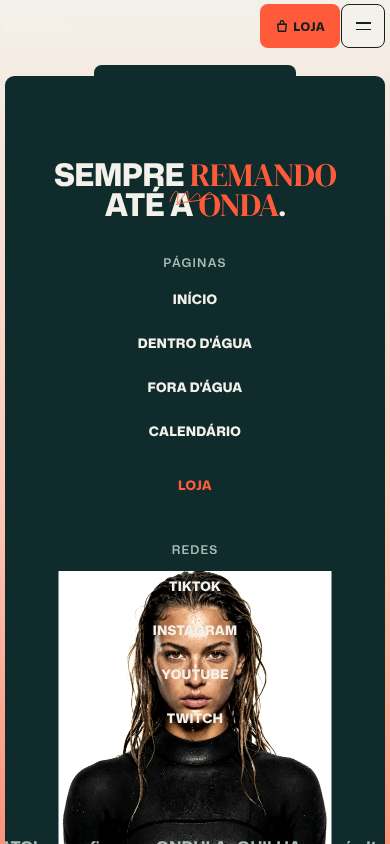 LOJA
SEMPRE REMANDO
ATÉ A ONDA.
PÁGINAS
INÍCIO
DENTRO D'ÁGUA
FORA D'ÁGUA
CALENDÁRIO
LOJA
REDES
TIKTOK
INSTAGRAM
YOUTUBE
TWITCH